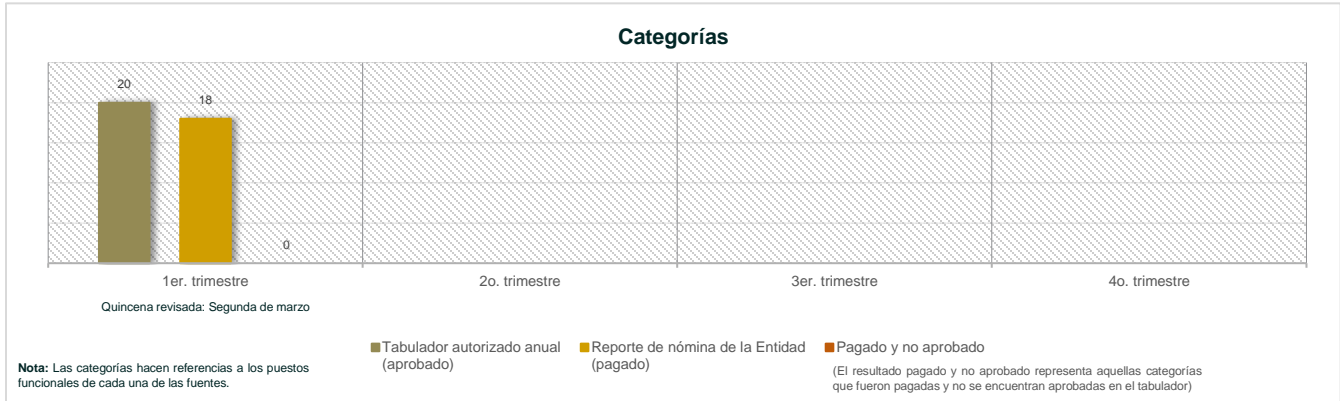 Categorías
20
18
0
1er. trimestre
2o. trimestre
3er. trimestre
4o. trimestre
Quincena revisada: Segunda de marzo
Tabulador autorizado anual
(aprobado)
Reporte de nómina de la Entidad
(pagado)
Pagado y no aprobado
(El resultado pagado y no aprobado representa aquellas categorías
que fueron pagadas y no se encuentran aprobadas en el tabulador)
Nota: Las categorías hacen referencias a los puestos
funcionales de cada una de las fuentes.